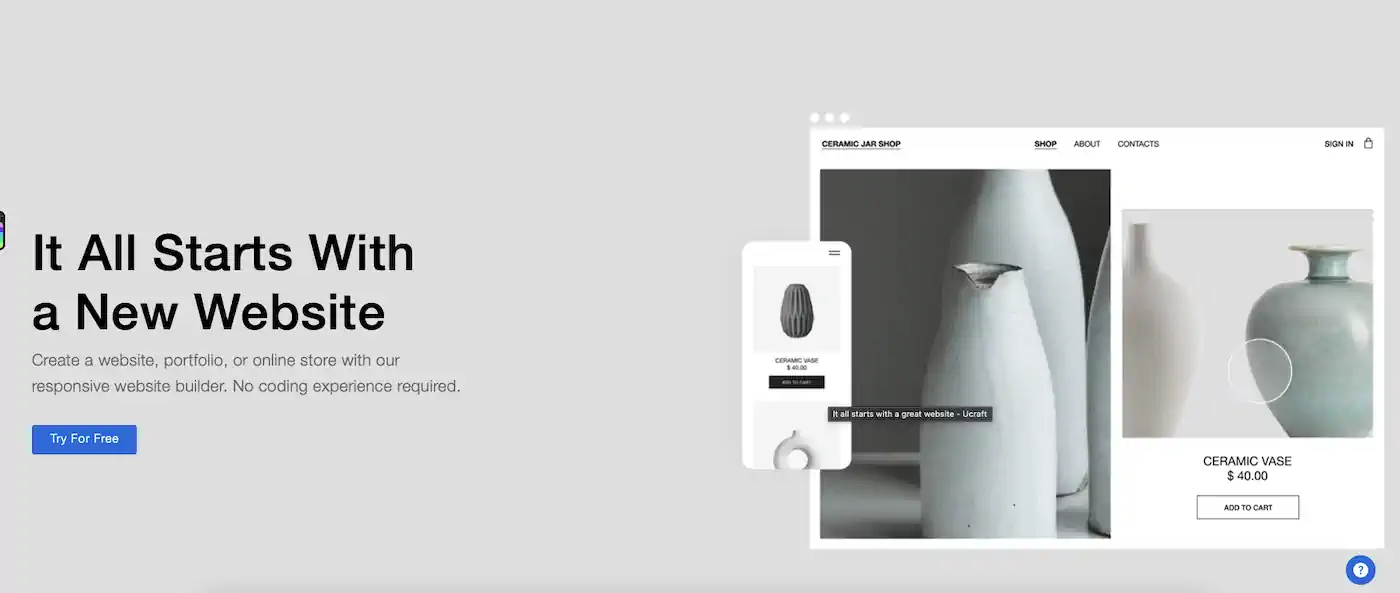 It All Starts With
a New Website
Create a website, portfolio, or online store with our
responsive website builder. No coding experience required.
Try For Free
CERAMIC JAR SHOP
SHOP
ABOUT
CONTACTS
SIGN IN
CERAMIC VASE
$ 40.00
ADD TO CART
It all starts with a great website - Ucraft
CERAMIC VASE
$ 40.00
ADD TO CART
?